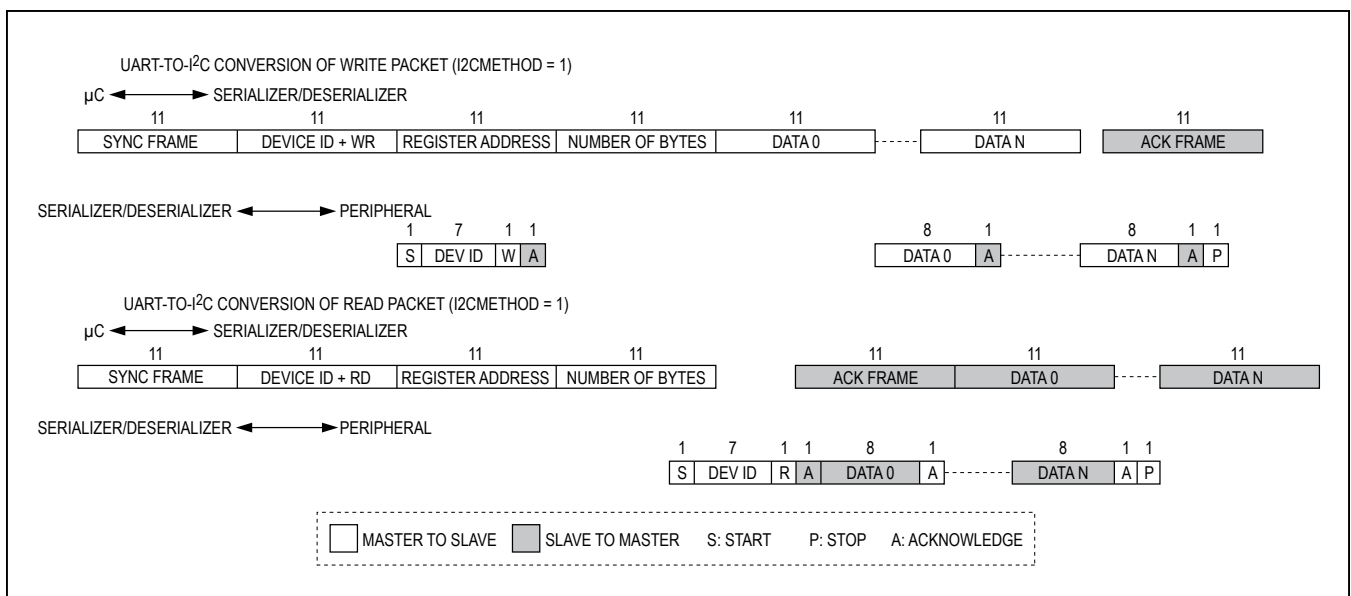 UART-TO-I2C CONVERSION OF WRITE PACKET (I2CMETHOD = 1)
µC SERIALIZER/DESERIALIZER
11 11 11 11 11 11 11
SYNC FRAME DEVICE ID + WR REGISTER ADDRESS NUMBER OF BYTES DATA 0 DATA N ACK FRAME
SERIALIZER/DESERIALIZER PERIPHERAL
1 7 1 1 8 1 8 1 1
S DEV ID W A DATA 0 A DATA N A P
UART-TO-I2C CONVERSION OF READ PACKET (I2CMETHOD = 1)
µC SERIALIZER/DESERIALIZER
11 11 11 11 11 11 11
SYNC FRAME DEVICE ID + RD REGISTER ADDRESS NUMBER OF BYTES ACK FRAME DATA 0 DATA N
SERIALIZER/DESERIALIZER PERIPHERAL
1 7 1 1 8 1 8 1 1
S DEV ID R A DATA 0 A DATA N A P
MASTER TO SLAVE SLAVE TO MASTER S: START P: STOP A: ACKNOWLEDGE